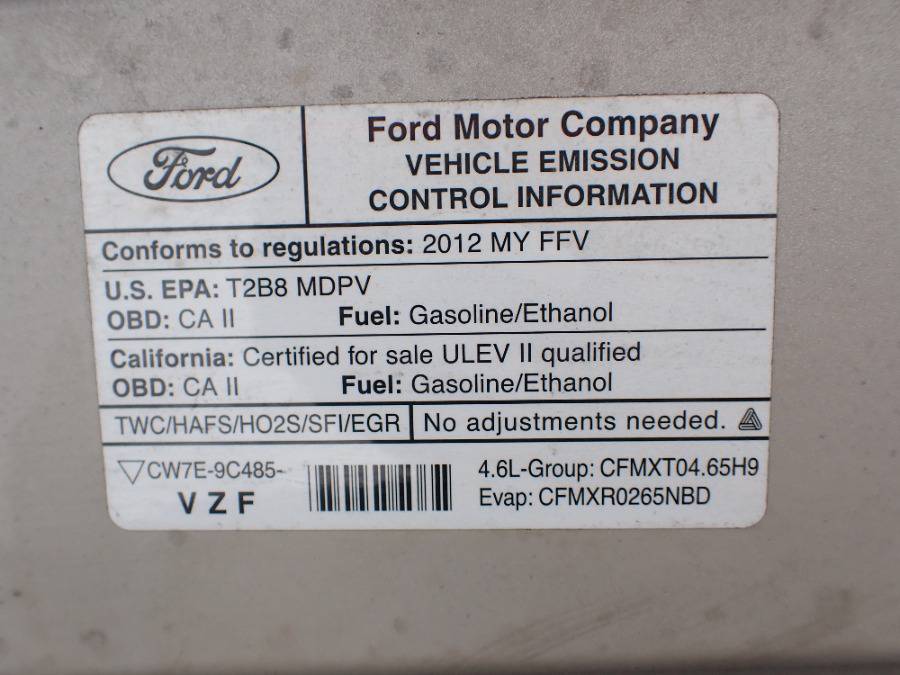 Ford
Ford Motor Company
VEHICLE EMISSION
CONTROL INFORMATION
Conforms to regulations: 2012 MY FFV
U.S. EPA: T2B8 MDPV
OBD: CA II Fuel: Gasoline/Ethanol
California: Certified for sale ULEV II qualified
OBD: CA II Fuel: Gasoline/Ethanol
TWC/HAFS/HO2S/SFI/EGR No adjustments needed.
CW7E-9C485-
VZF
4.6L-Group: CFMXT04.65H9
Evap: CFMXR0265NBD